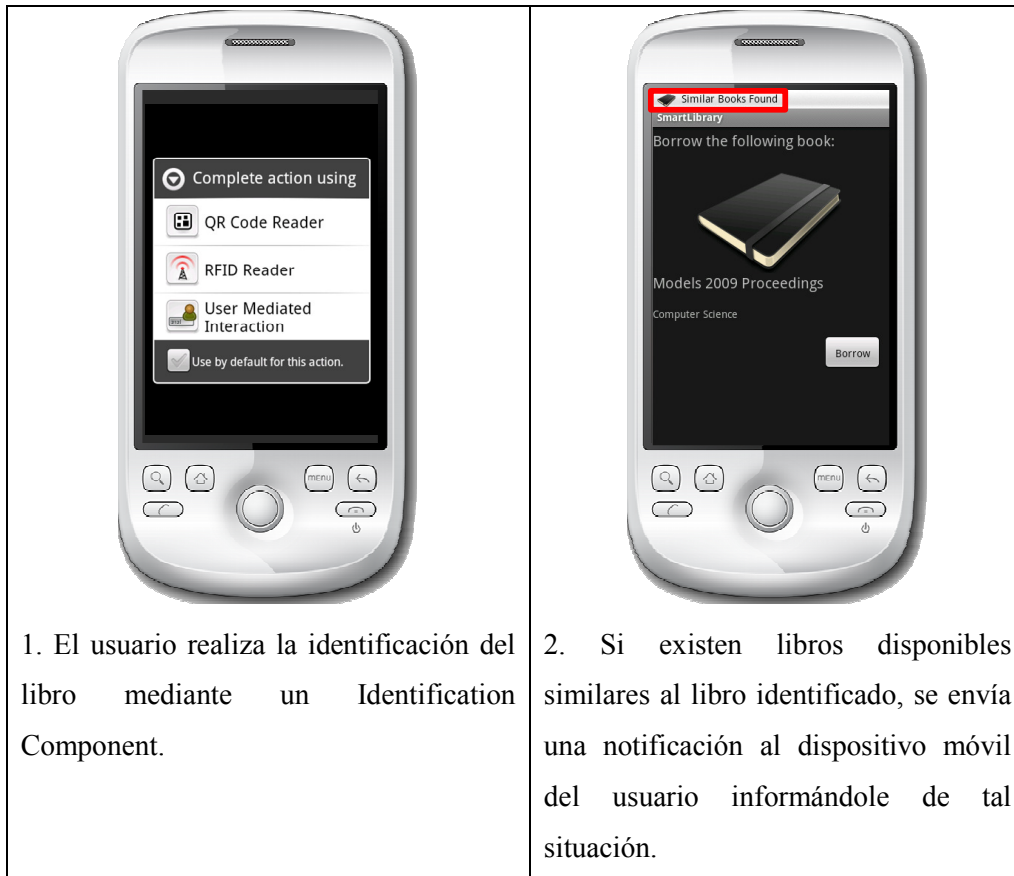 Complete action using
QR Code Reader
RFID Reader
User Mediated
Interaction
Use by default for this action.
MENU
1. El usuario realiza la identificación del
libro mediante un Identification
Component.
Similar Books Found
SmartLibrary
Borrow the following book:
Models 2009 Proceedings
Computer Science
Borrow
MENU
2. Si existen libros disponibles
similares al libro identificado, se envía
una notificación al dispositivo móvil
del usuario informándole de tal
situación.